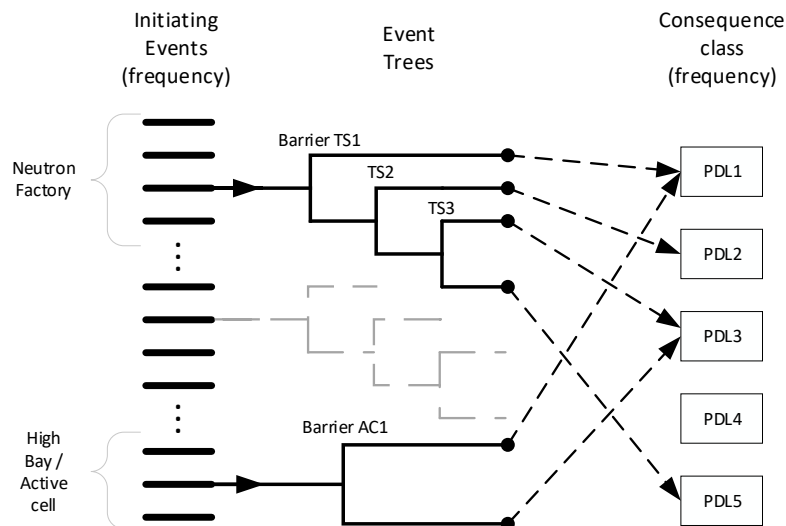 Initiating
Events
(frequency)
Event
Trees
Consequence
class
(frequency)
Neutron
Factory
Barrier TS1
TS2
TS3
PDL1
PDL2
PDL3
PDL4
PDL5
High
Bay /
Active
cell
Barrier AC1